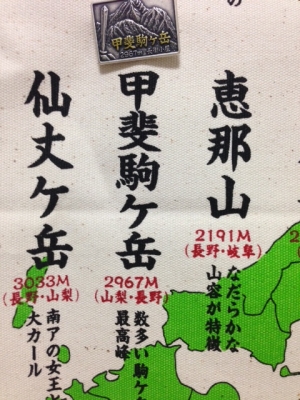 の
恵那山
2191M
(長野・岐阜)
なだらかな
山容が特徴
甲斐駒ケ岳
甲斐駒ケ岳
2967M
(山梨・長野)
数多い駒ケ
最高峰
仙丈ケ岳
3033M
(長野・山梨)
南アの女王
大カール